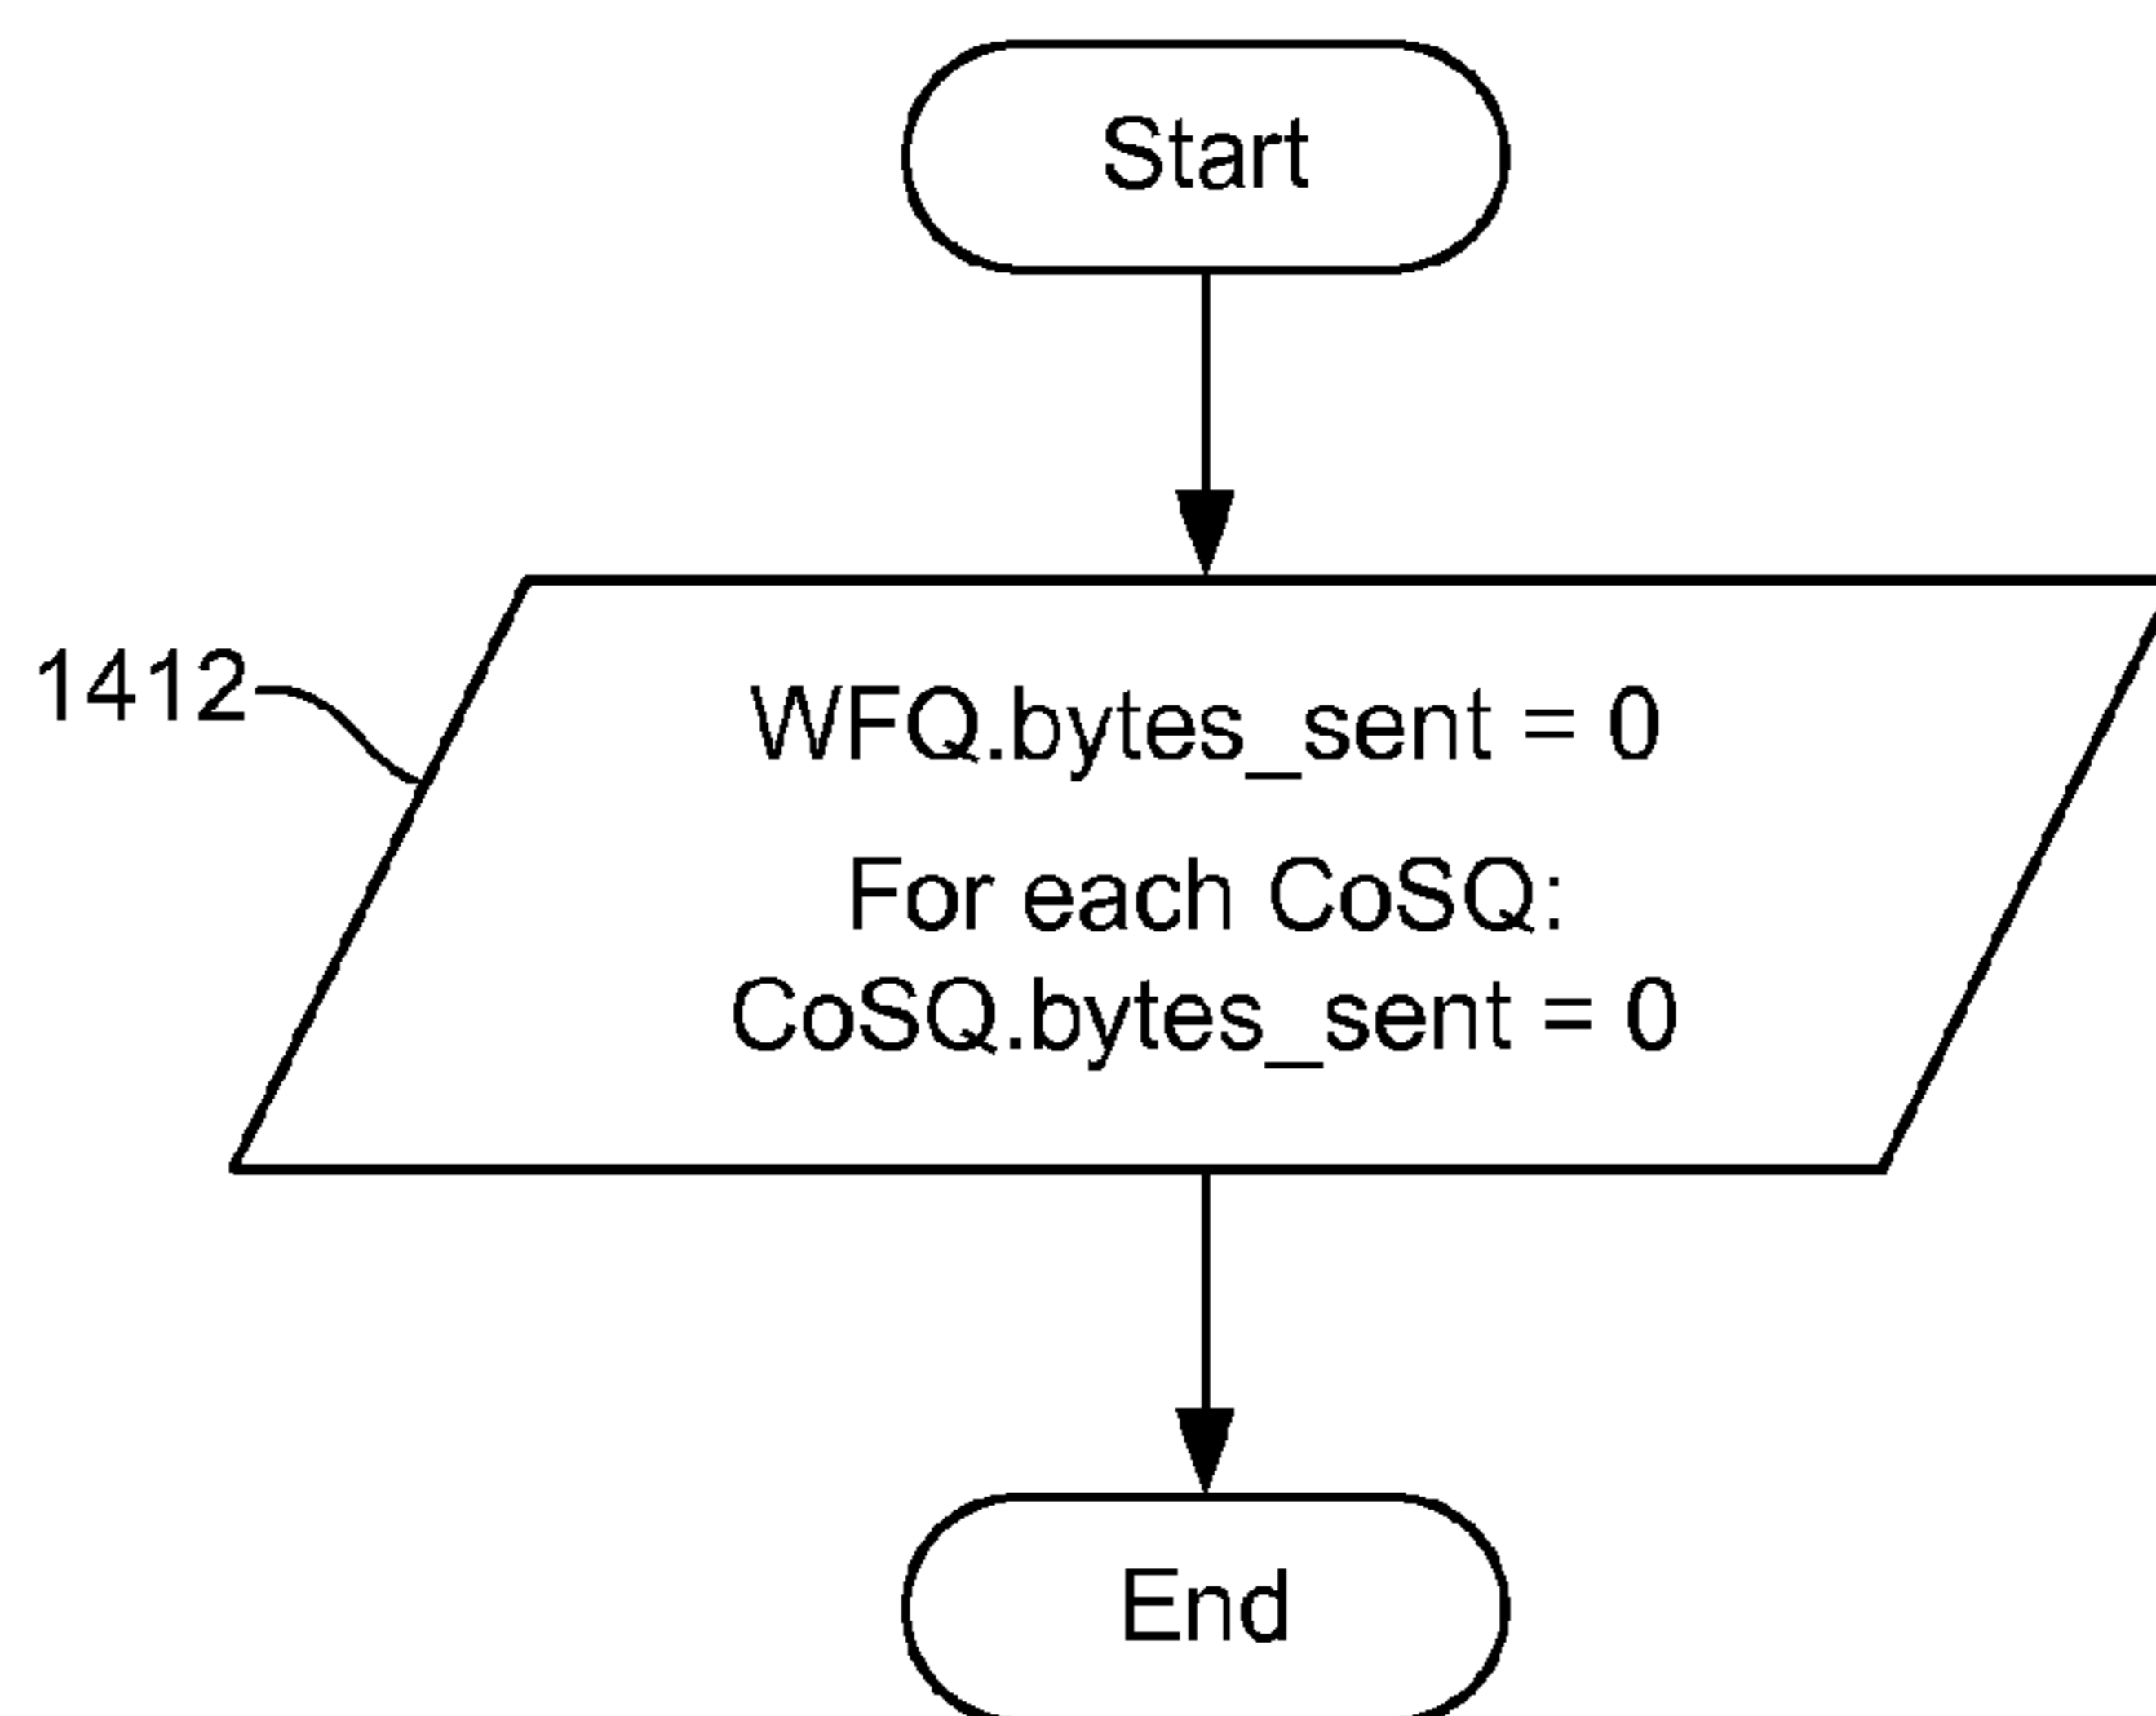 Start
1412
WFQ.bytes_sent = 0
For each CoSQ:
CoSQ.bytes_sent = 0
End